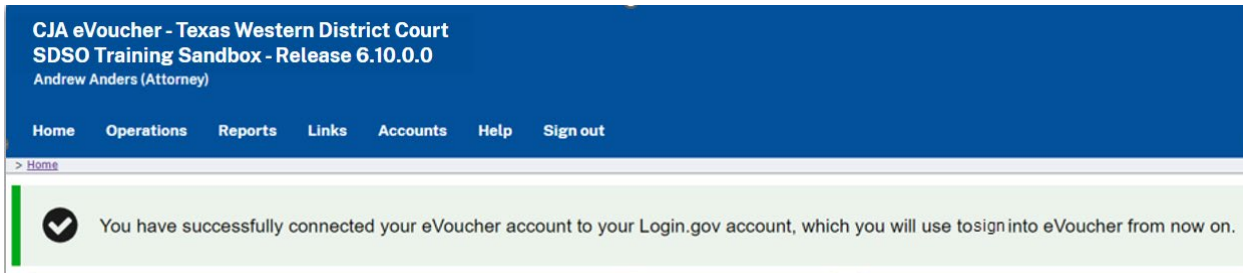 CJA eVoucher - Texas Western District Court
SDSO Training Sandbox - Release 6.10.0.0
Andrew Anders (Attorney)
Home Operations Reports Links Accounts Help Sign out
> Home
You have successfully connected your eVoucher account to your Login.gov account, which you will use tosign into eVoucher from now on.